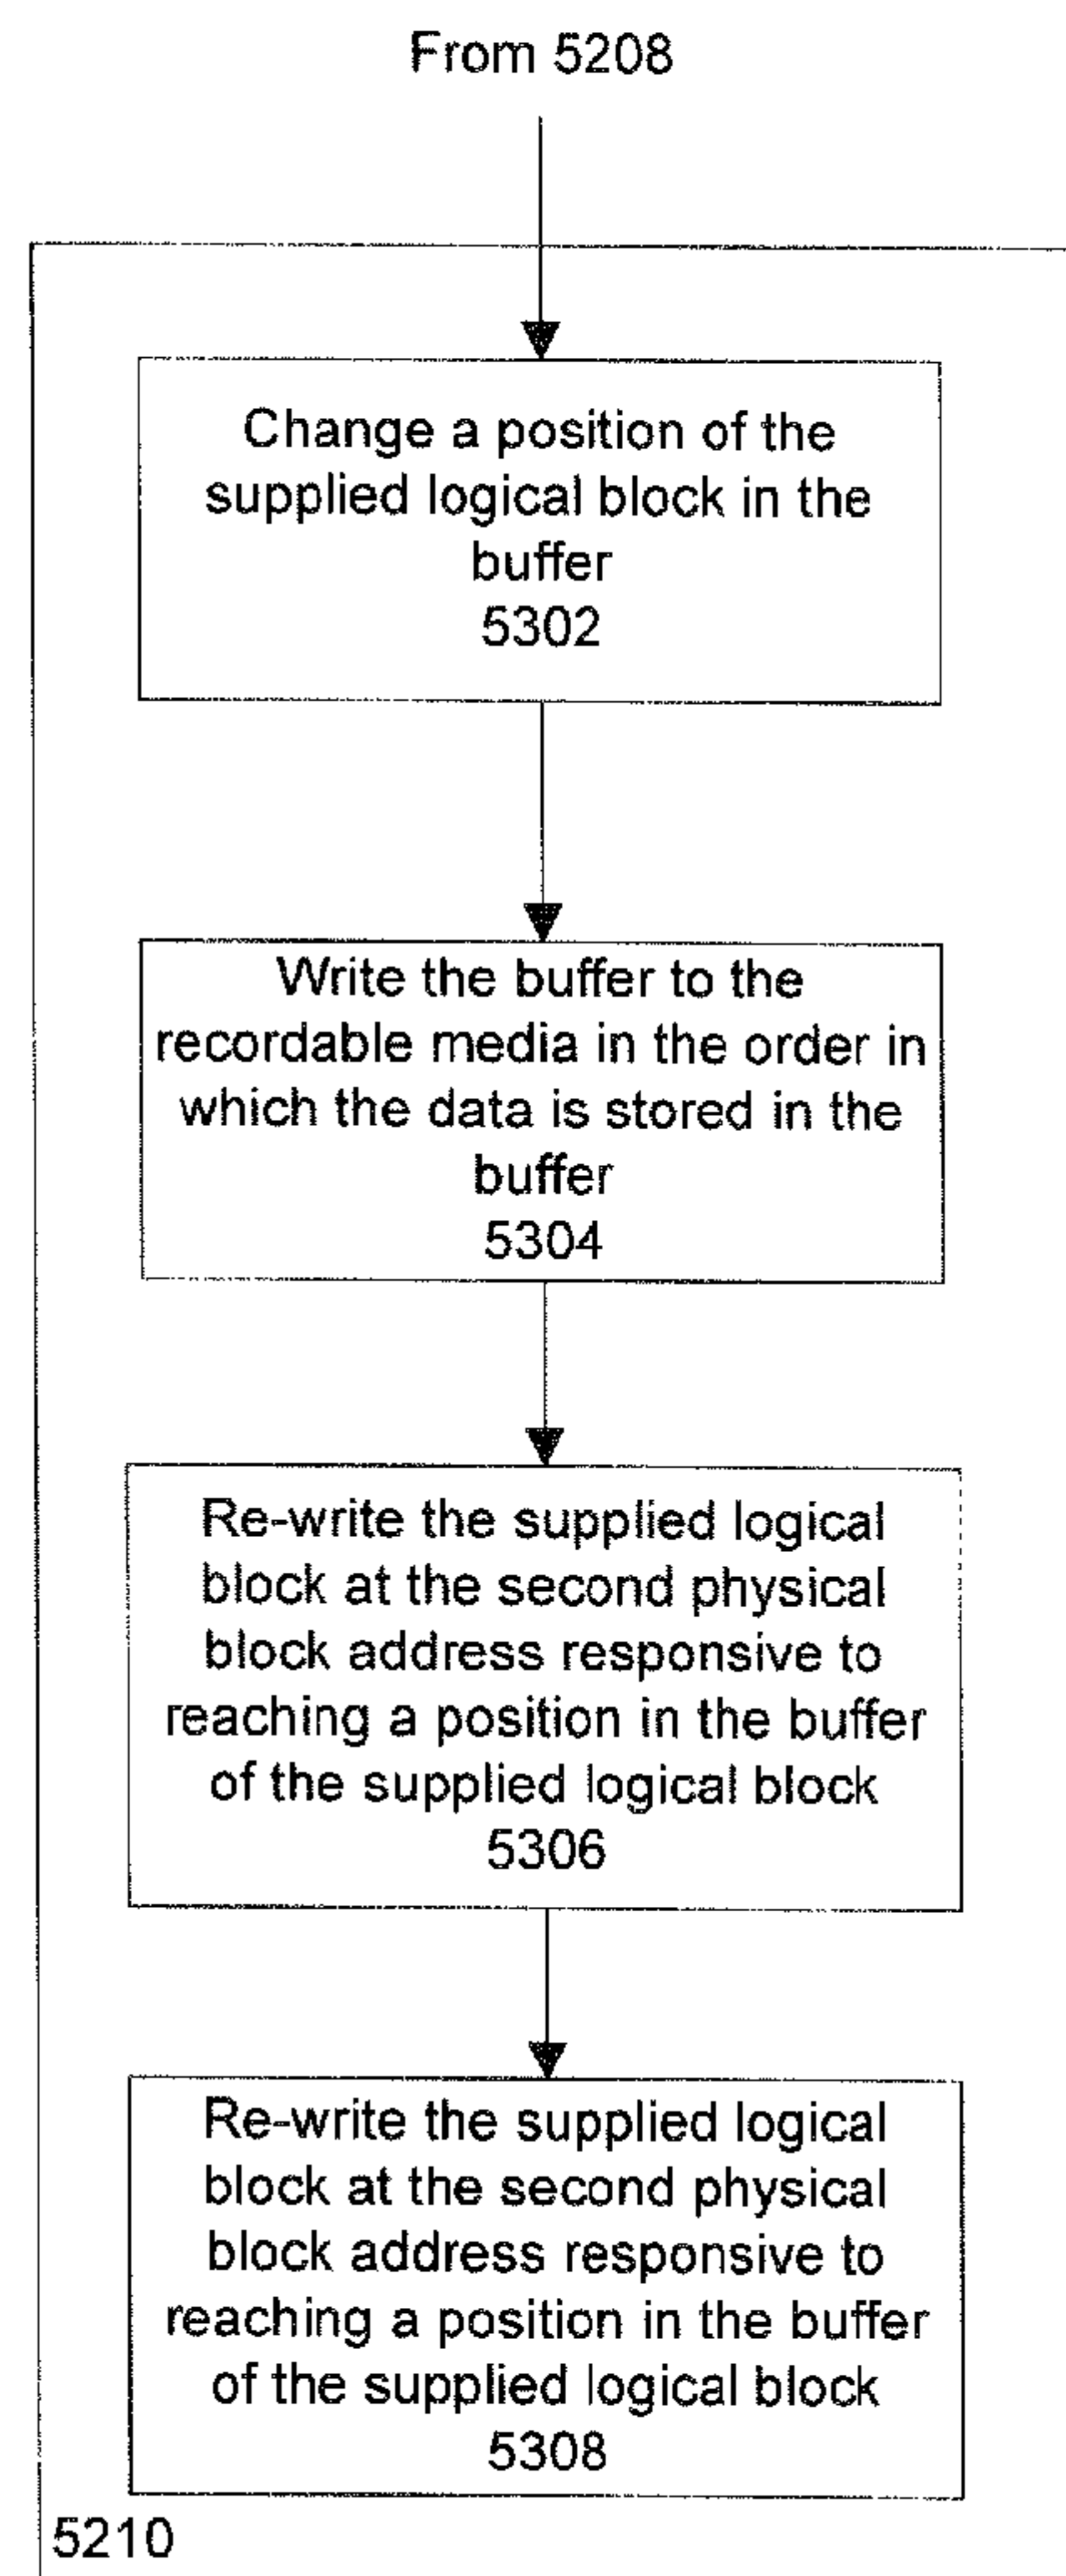 From 5208
Change a position of the
supplied logical block in the
buffer
5302
Write the buffer to the
recordable media in the order in
which the data is stored in the
buffer
5304
Re-write the supplied logical
block at the second physical
block address responsive to
reaching a position in the buffer
of the supplied logical block
5306
Re-write the supplied logical
block at the second physical
block address responsive to
reaching a position in the buffer
of the supplied logical block
5308
5210